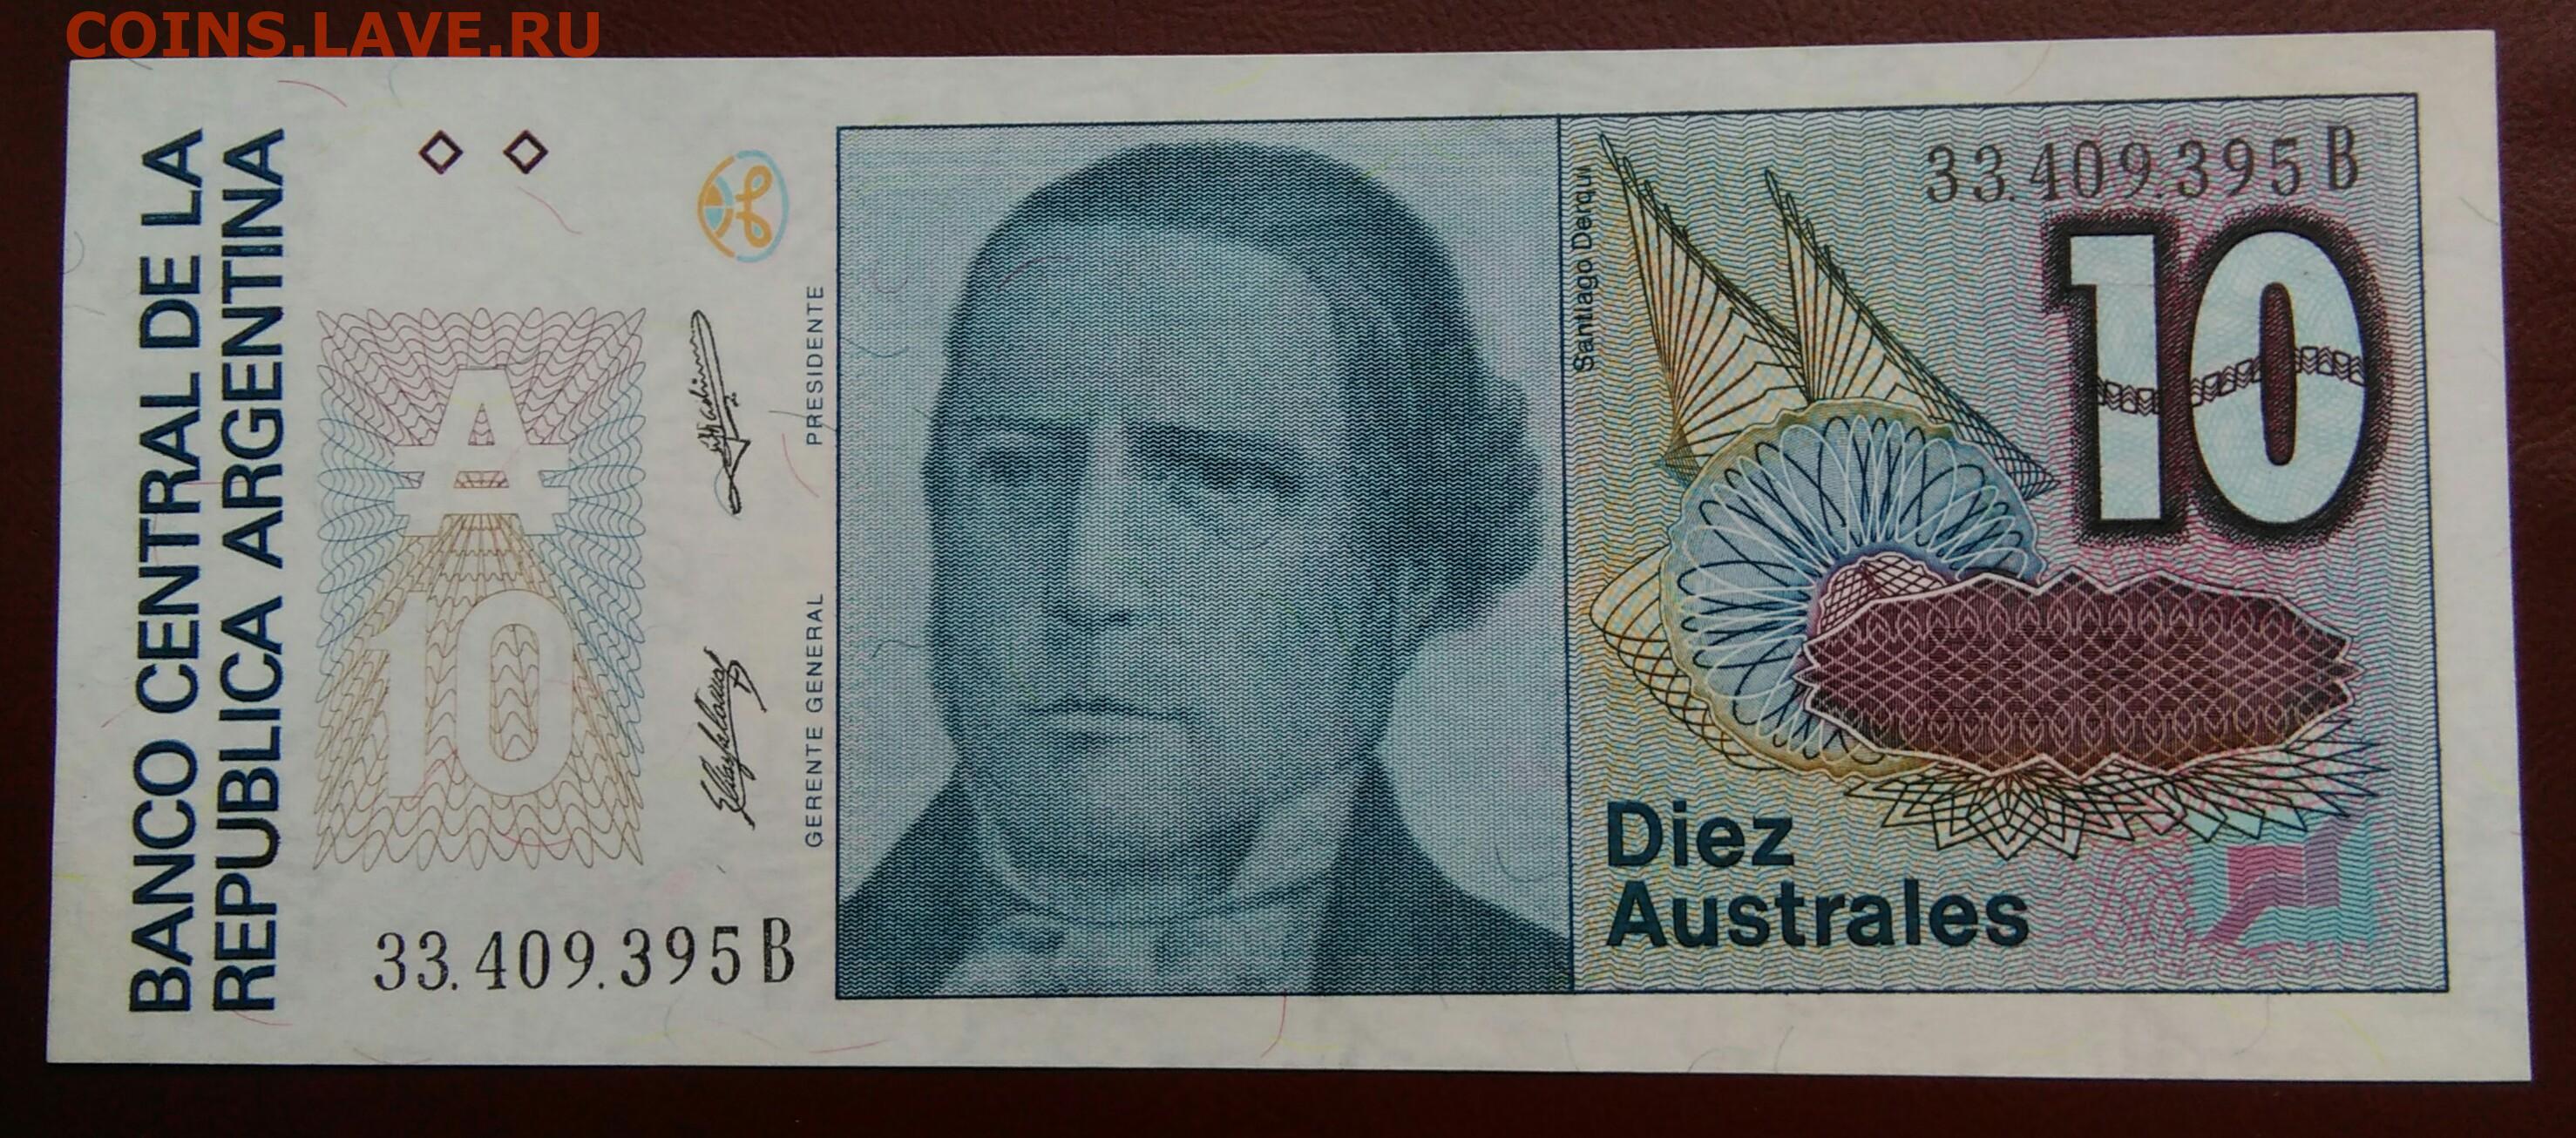 COINS.LAVE.RU
BANCO CENTRAL DE LA
REPUBLICA ARGENTINA
A
10
33.409.395B
PRESIDENTE
GERENTE GENERAL
Santiago Derqui
33.409.395B
10
Diez
Australes